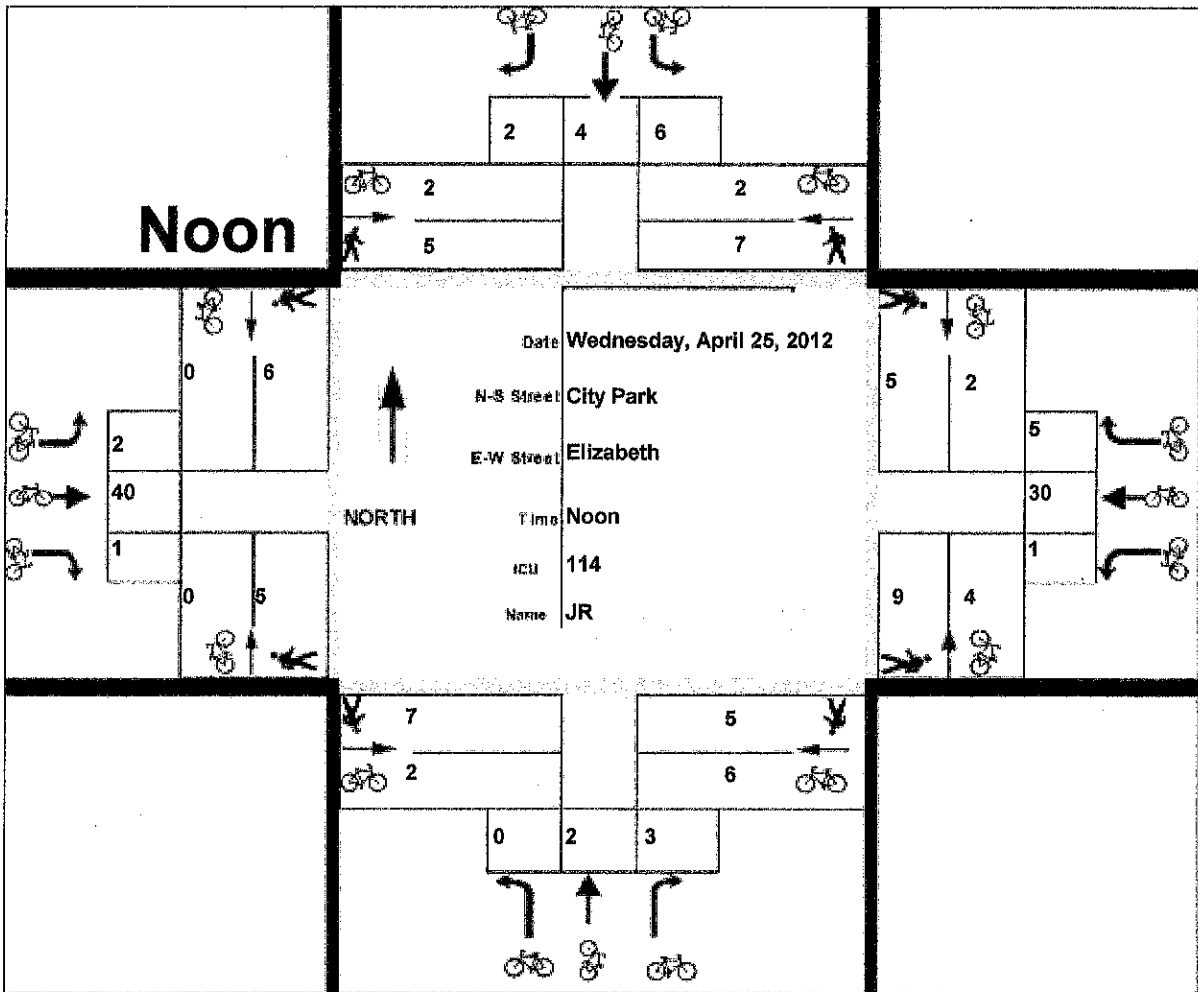 2 4 6
2 2
Noon
5 7
Date Wednesday, April 25, 2012
0 6
5 2
N-S Street City Park
2
5
E-W Street Elizabeth
40
30
NORTH
Time Noon
1
1
ICU 114
0 5
9 4
Name JR
7 5
2 6
0 2 3